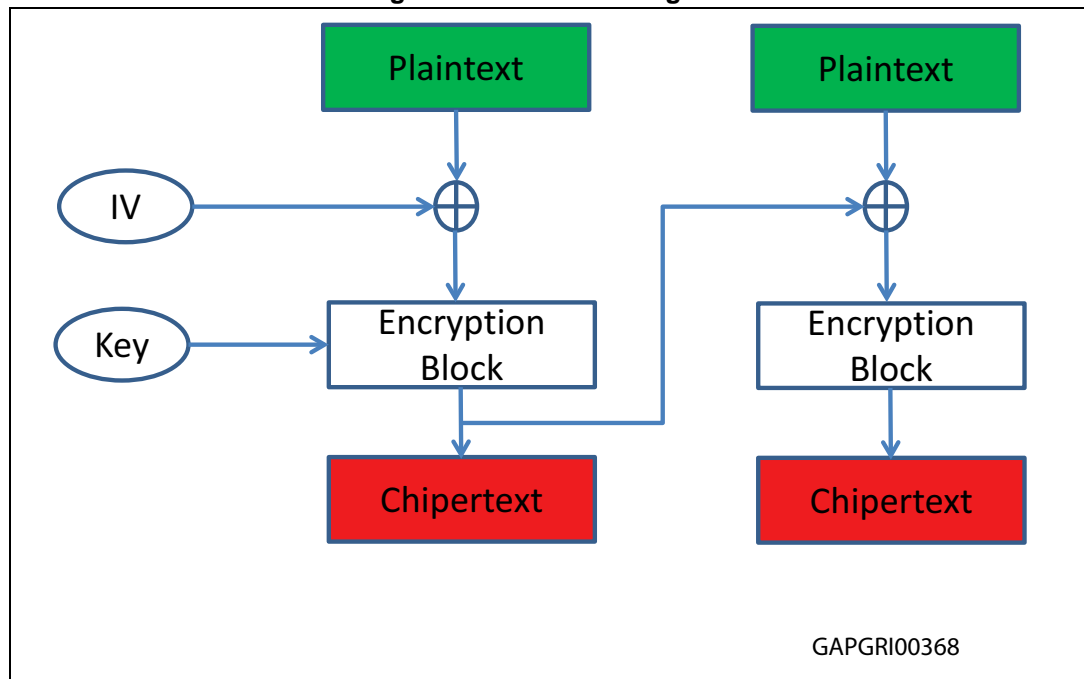 Plaintext
Plaintext
IV
Key
Encryption
Block
Encryption
Block
Chipertext
Chipertext
GAPGRI00368